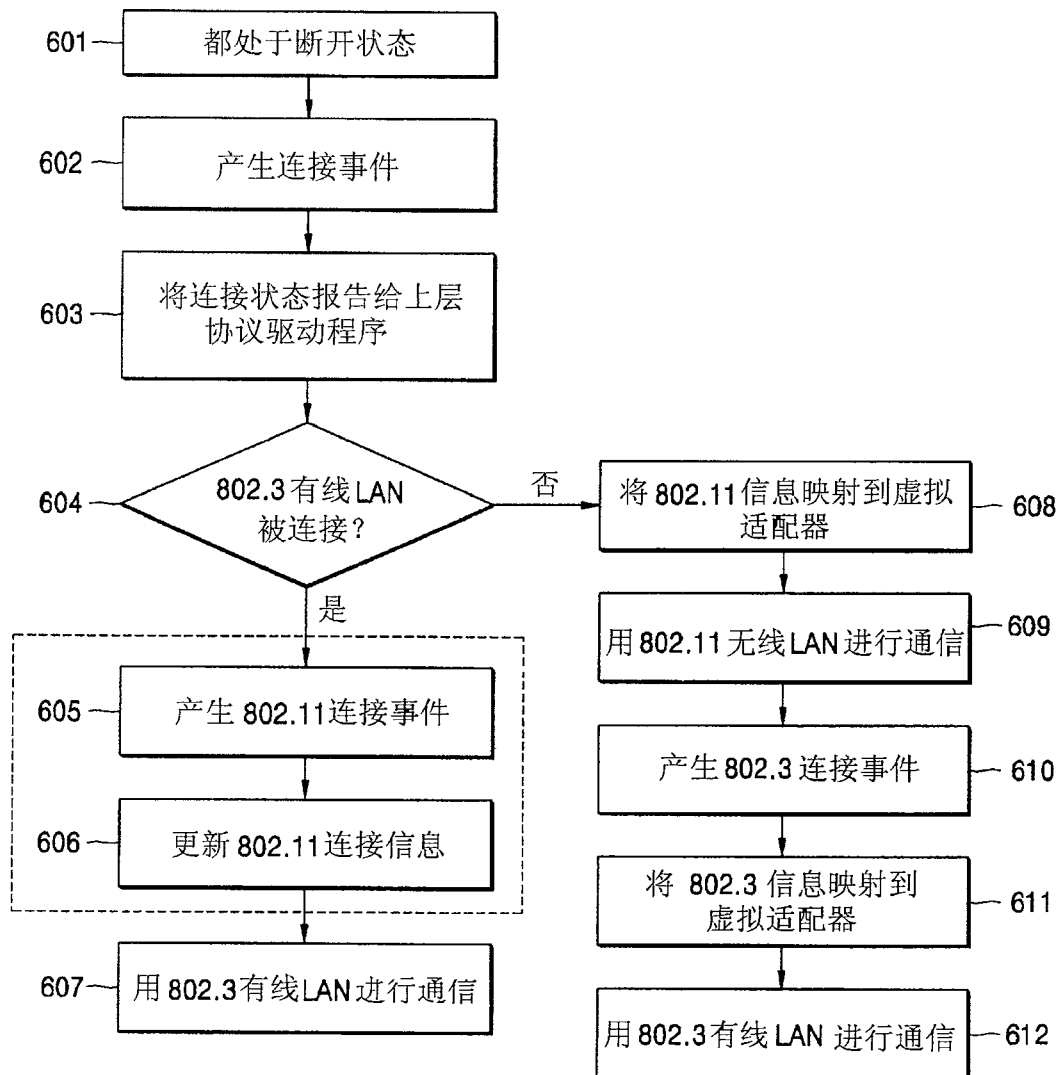 601
都处于断开状态
602
产生连接事件
603
将连接状态报告给上层
协议驱动程序
604
802.3有线LAN
被连接?
否
是
605
产生802.11连接事件
606
更新802.11连接信息
607
用802.3有线LAN进行通信
将802.11信息映射到虚拟
适配器
608
用802.11无线LAN进行通信
609
产生802.3连接事件
610
将 802.3 信息映射到
虚拟适配器
611
用802.3有线LAN 进行通信
612